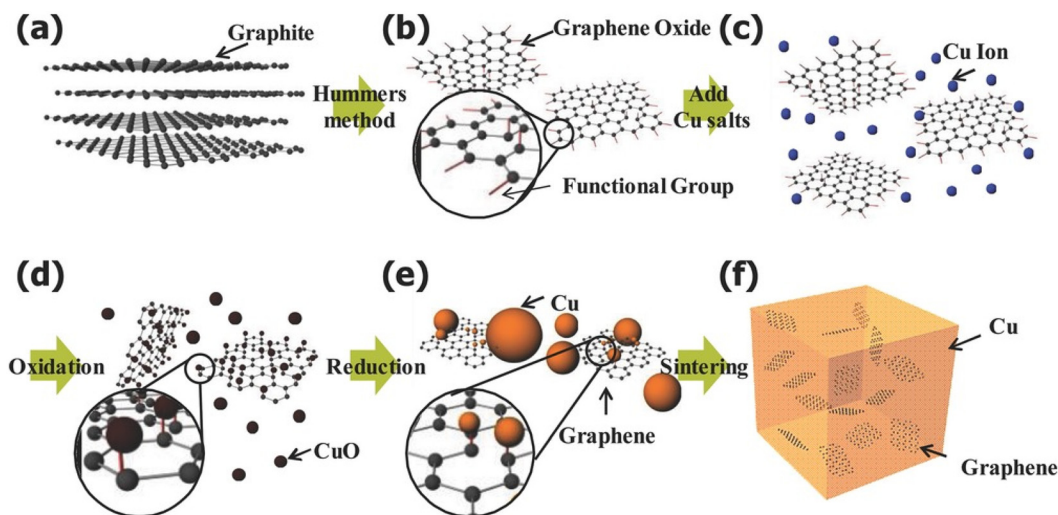 (a)
Graphite
Hummers
method
(b)
Graphene Oxide
Functional Group
Add
Cu salts
(c)
Cu Ion
Oxidation
(d)
CuO
Reduction
(e)
Cu
Graphene
Sintering
(f)
Cu
Graphene